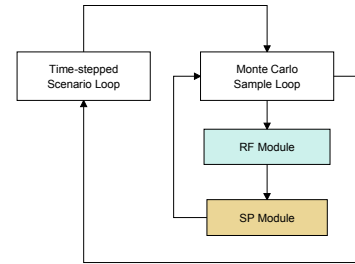 Time-stepped
Scenario Loop
Monte Carlo
Sample Loop
RF Module
SP Module